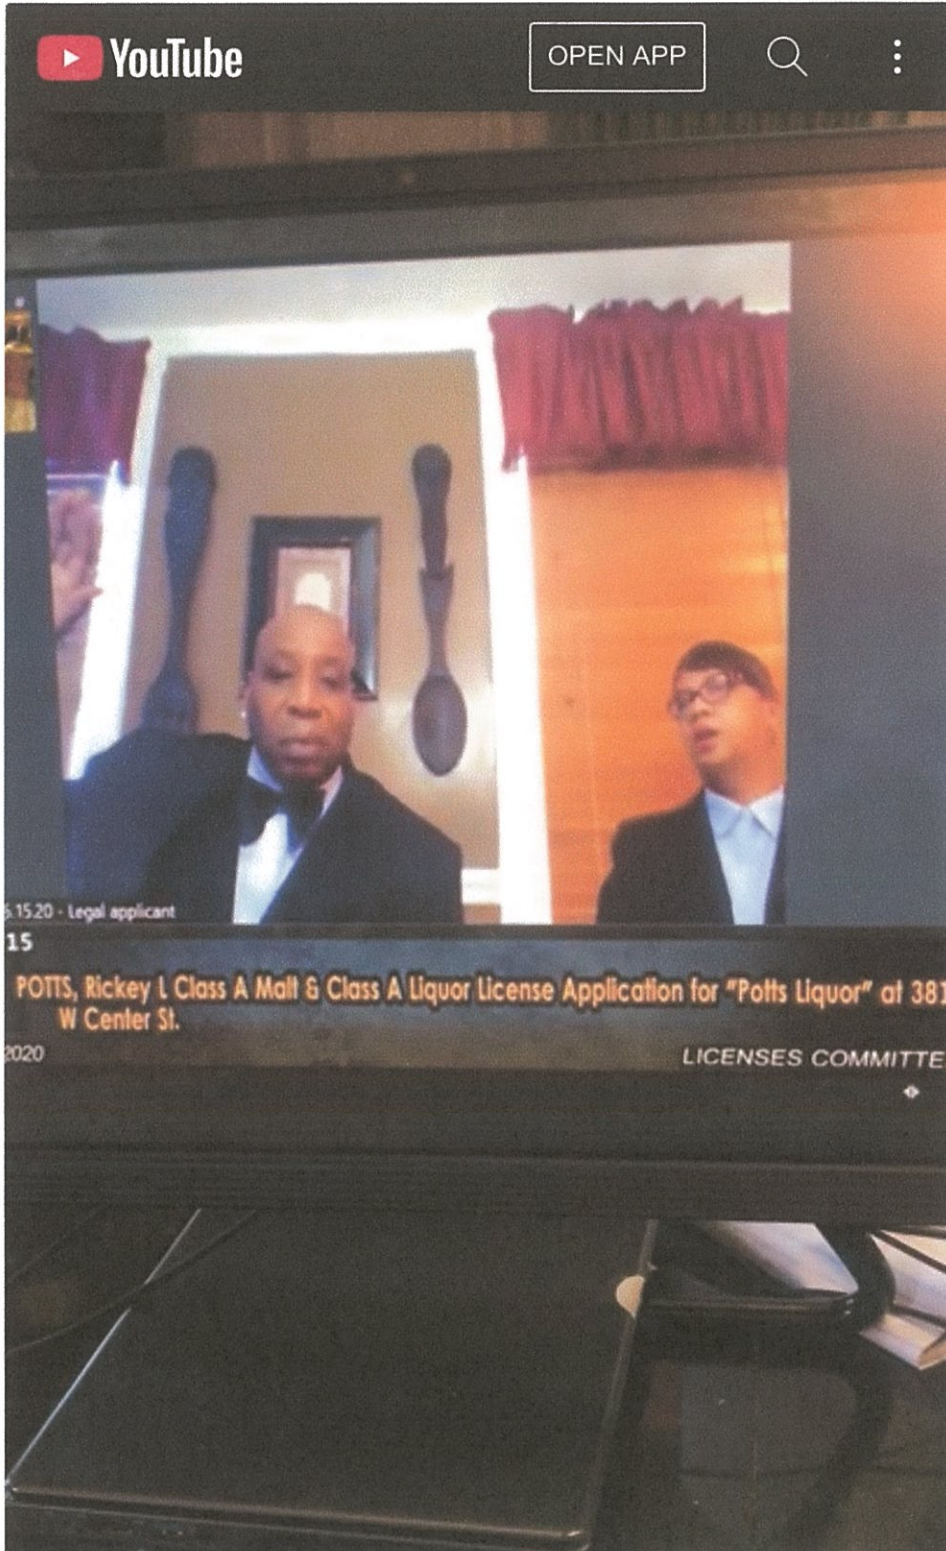 YouTube
OPEN APP
5.15.20 - Legal applicant
15
POTTS, Rickey L Class A Malt & Class A Liquor License Application for "Potts Liquor" at 381
W Center St.
2020
LICENSES COMMITTE